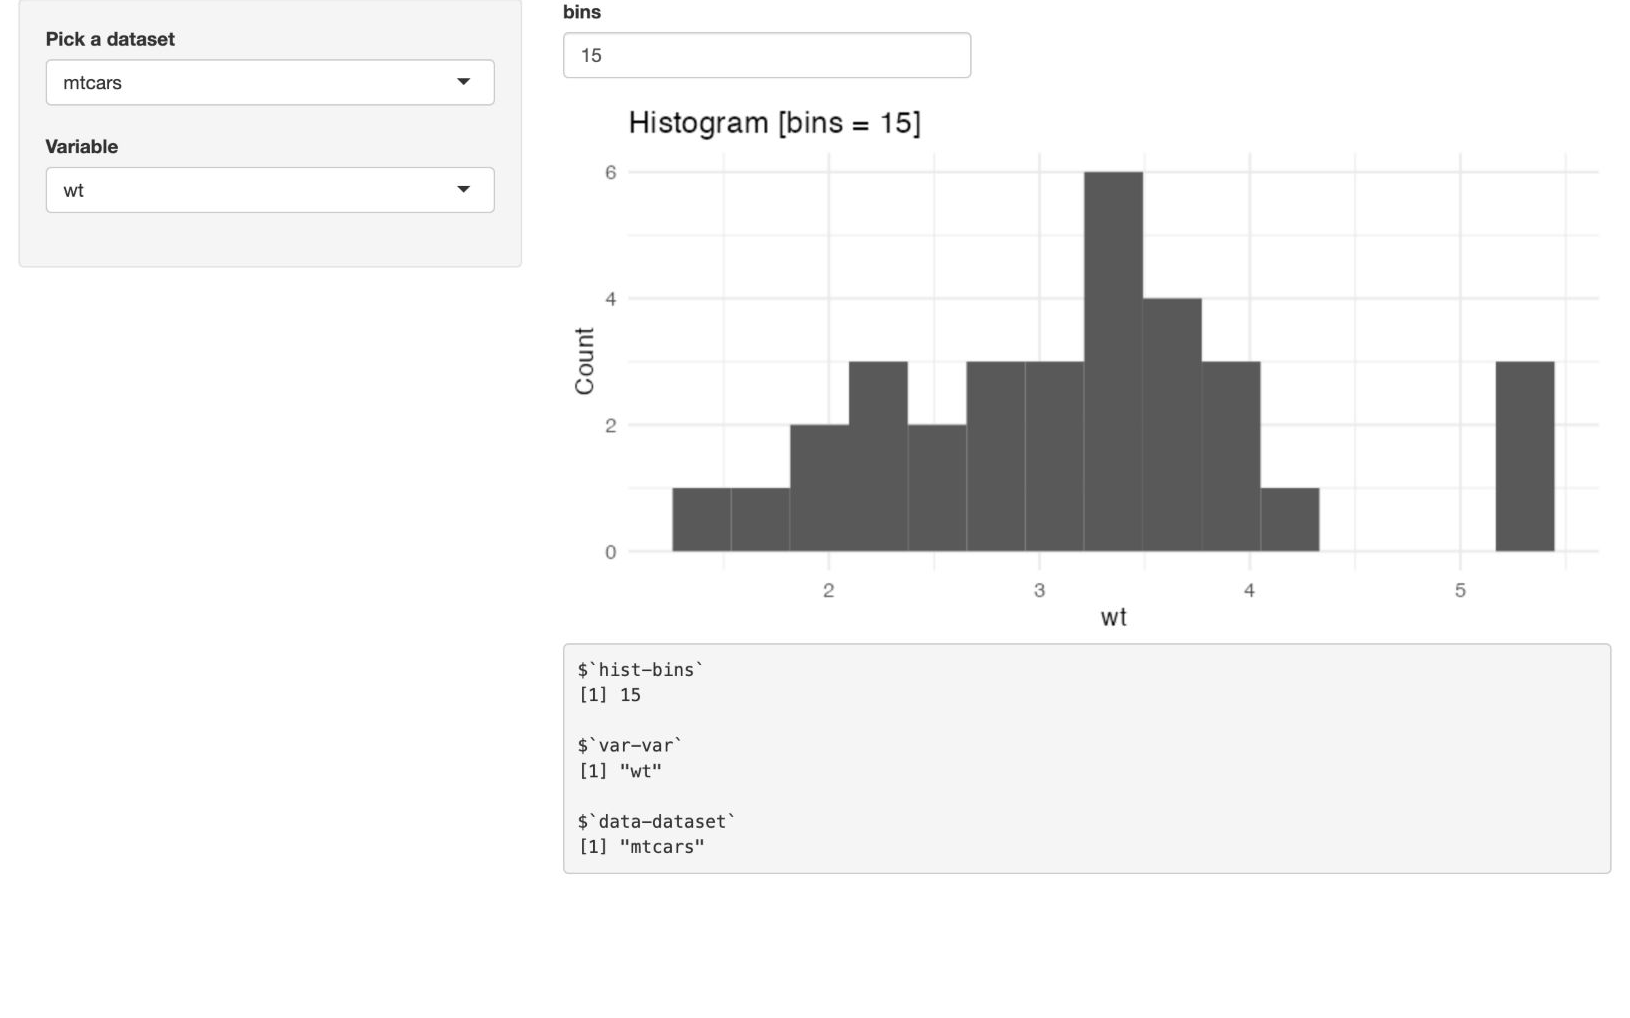 Pick a dataset
mtcars
Variable
wt
bins
15
Histogram [bins = 15]
6
4
2
0
Count
2 3 4 5
wt
$`hist-bins`
[1] 15
$`var-var`
[1] "wt"
$`data-dataset`
[1] "mtcars"